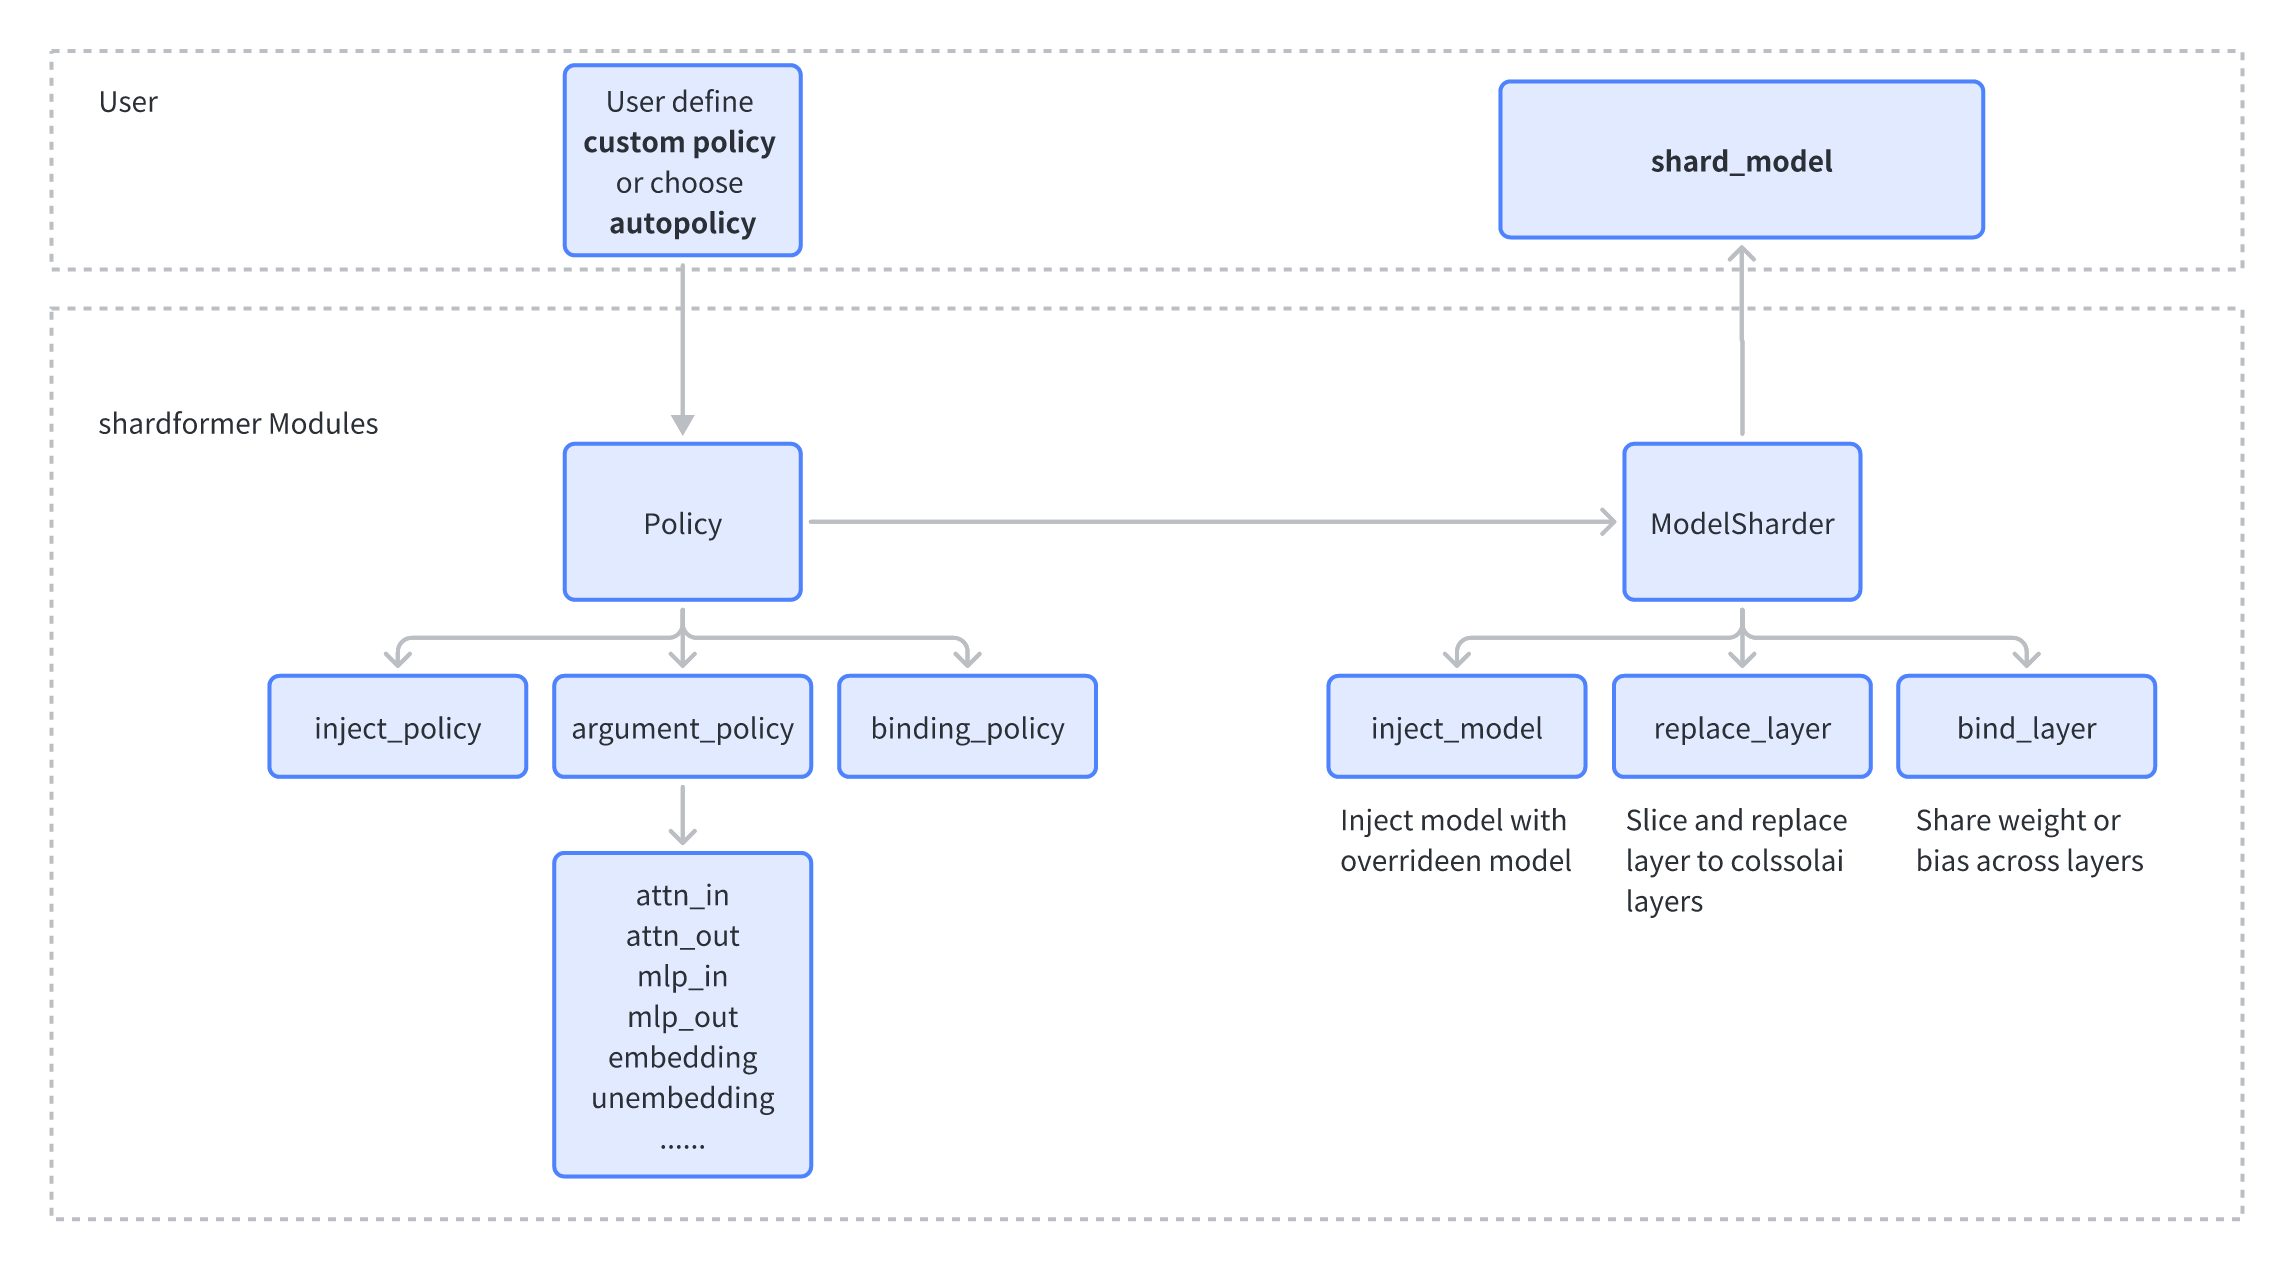 User
User define
custom policy
or choose
autopolicy
shard_model
shardformer Modules
Policy
ModelSharder
inject_policy
argument_policy
binding_policy
inject_model
replace_layer
bind_layer
Inject model with
overrideen model
Slice and replace
layer to colssolai
layers
Share weight or
bias across layers
attn_in
attn_out
mlp_in
mlp_out
embedding
unembedding
......